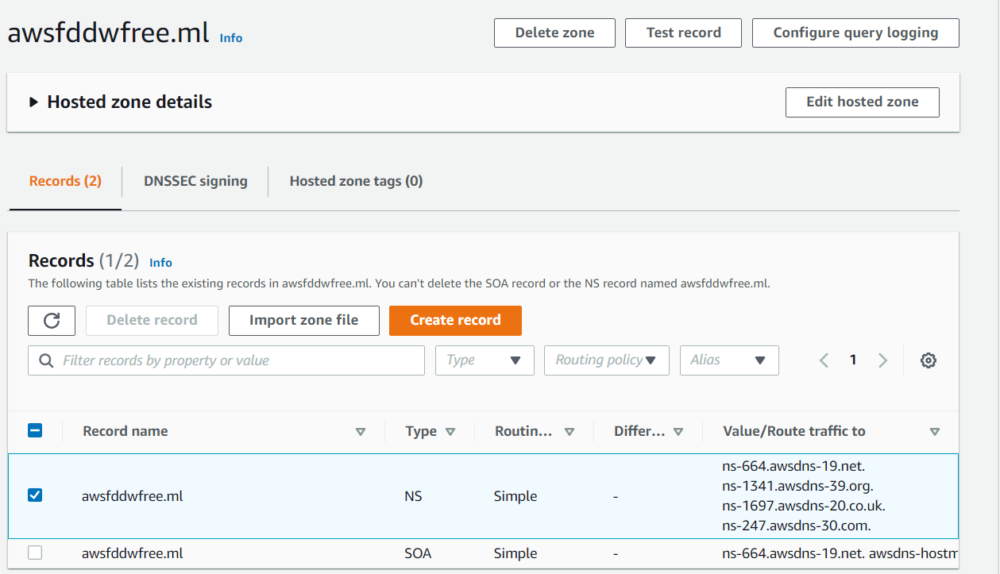 awsfddwfree.ml Info
Delete zone
Test record
Configure query logging
Hosted zone details
Edit hosted zone
Records (2)
DNSSEC signing
Hosted zone tags (0)
Records (1/2) Info
The following table lists the existing records in awsfddwfree.ml. You can't delete the SOA record or the NS record named awsfddwfree.ml.
Delete record
Import zone file
Create record
Filter records by property or value
Type
Routing policy
Alias
1
Record name
Type
Routin...
Differ...
Value/Route traffic to
awsfddwfree.ml
NS
Simple
-
ns-664.awsdns-19.net.
ns-1341.awsdns-39.org.
ns-1697.awsdns-20.co.uk.
ns-247.awsdns-30.com.
awsfddwfree.ml
SOA
Simple
-
ns-664.awsdns-19.net. awsdns-hostm